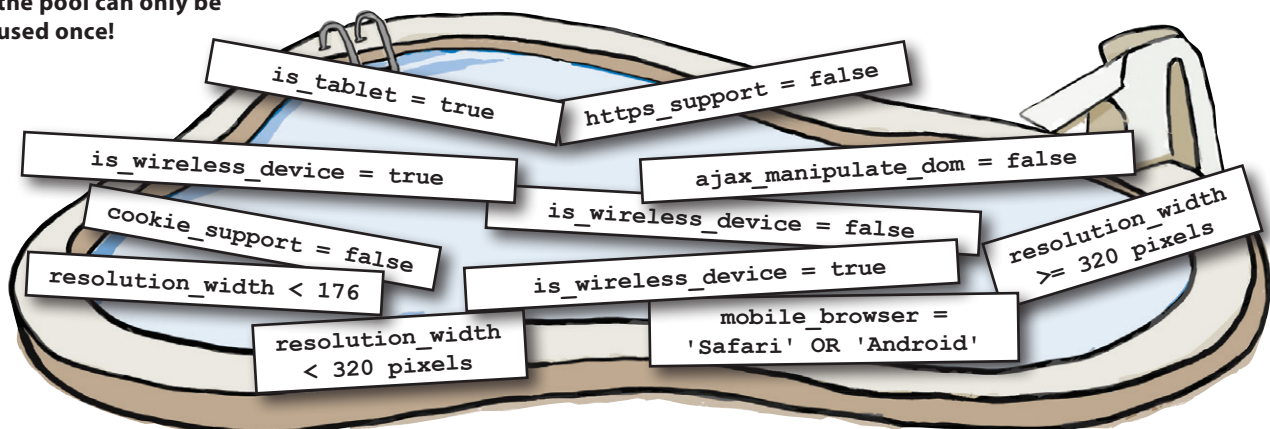 the pool can only be
used once!
is_tablet = true
https_support = false
is_wireless_device = true
ajax_manipulate_dom = false
cookie_support = false
is_wireless_device = false
resolution_width
>= 320 pixels
resolution_width < 176
is_wireless_device = true
resolution_width
< 320 pixels
mobile_browser =
'Safari' OR 'Android'